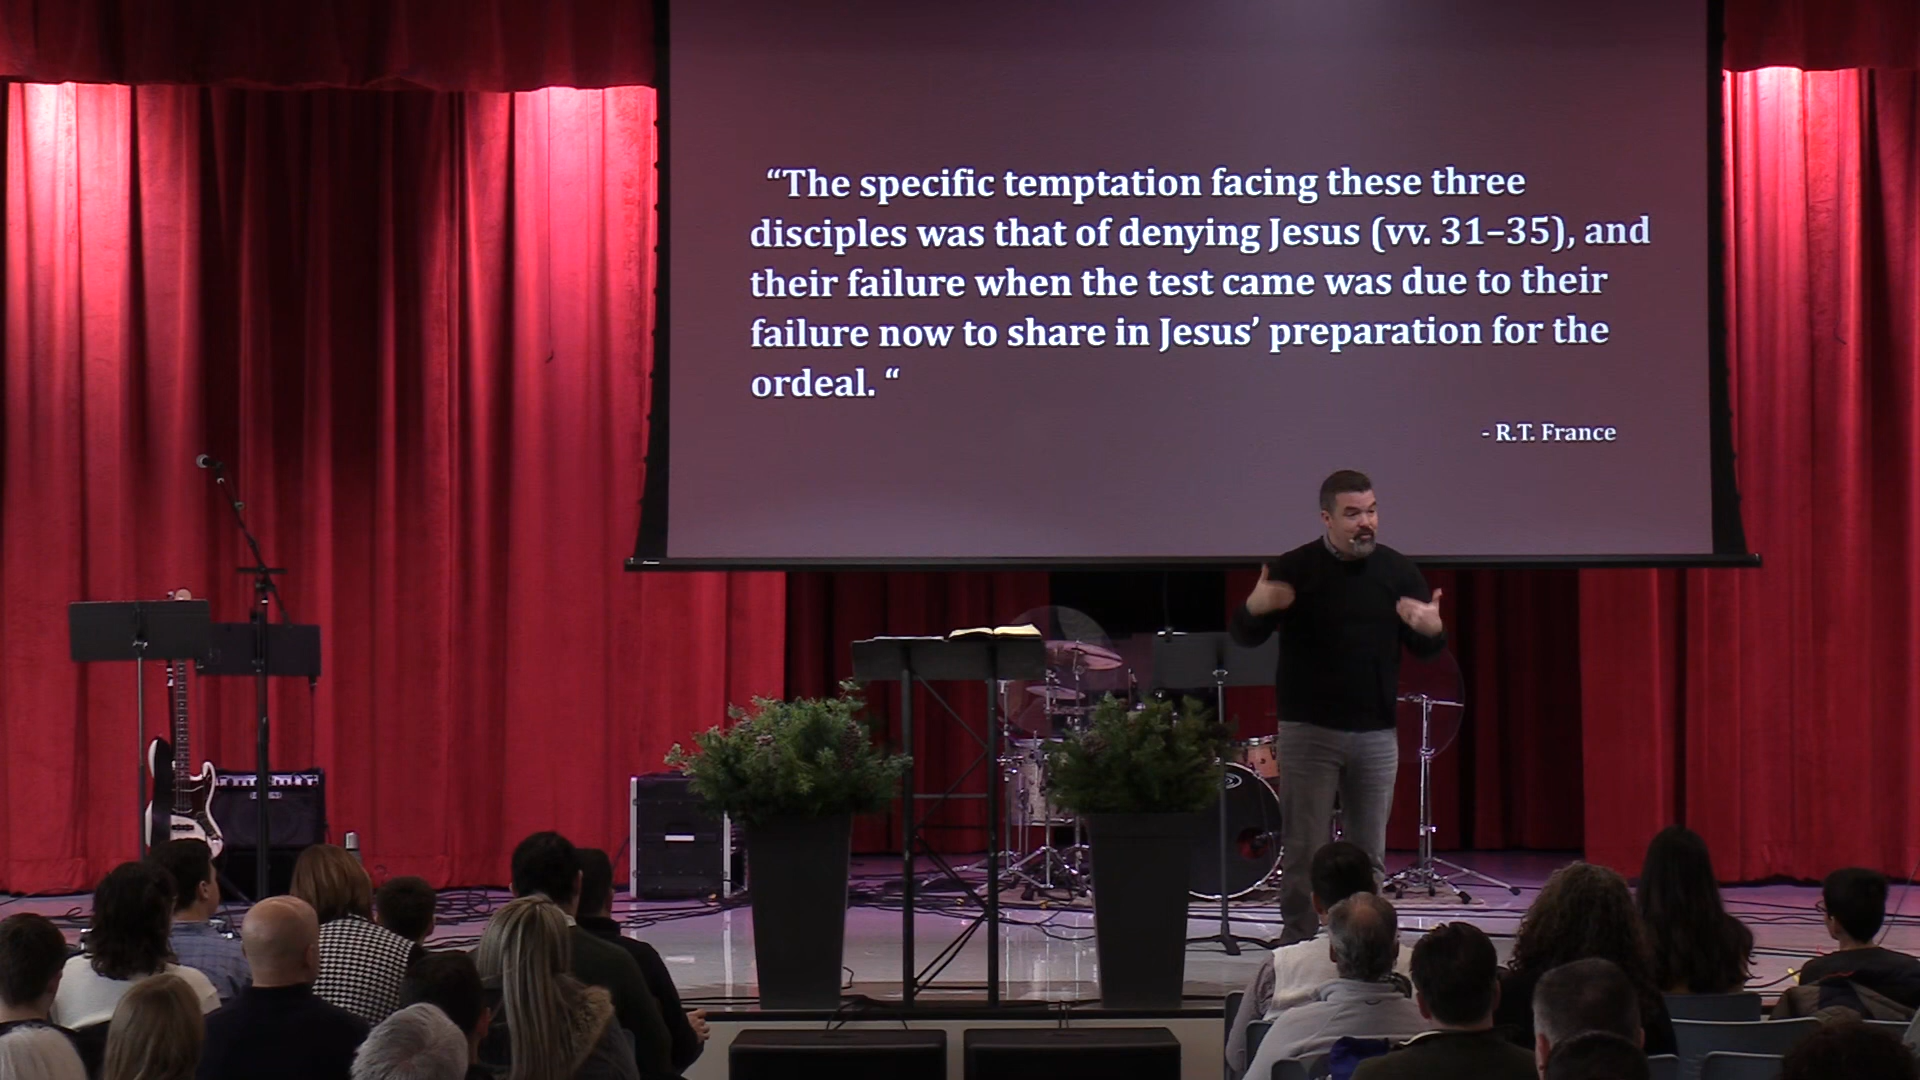 “The specific temptation facing these three
disciples was that of denying Jesus (vv. 31–35), and
their failure when the test came was due to their
failure now to share in Jesus’ preparation for the
ordeal. “
- R.T. France